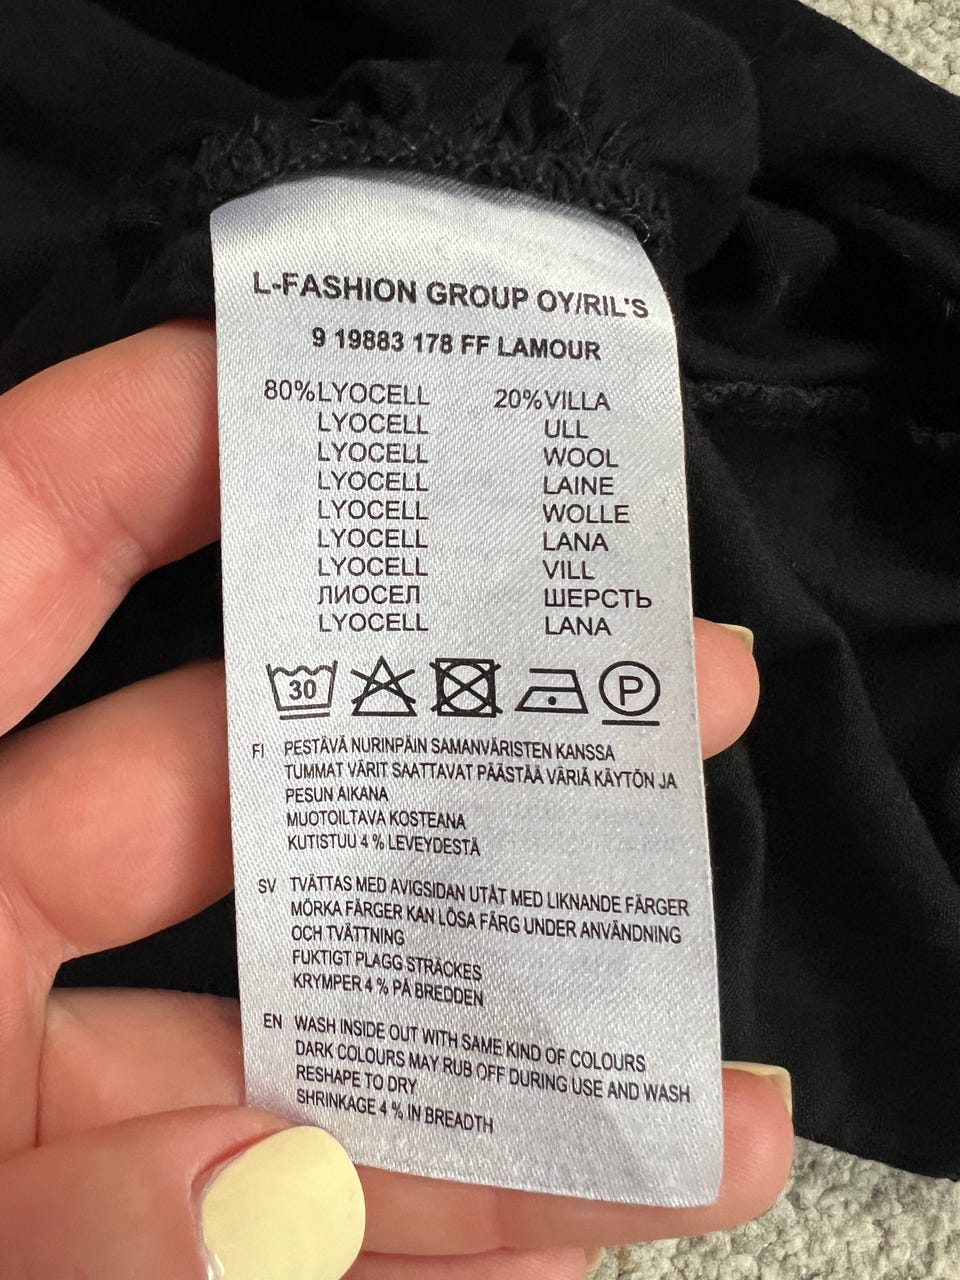 L-FASHION GROUP OY/RIL'S
9 19883 178 FF LAMOUR
80% LYOCELL 20% VILLA
LYOCELL ULL
LYOCELL WOOL
LYOCELL LAINE
LYOCELL WOLLE
LYOCELL LANA
LYOCELL VILL
ЛИОСЕЛ ШЕРСТЬ
LYOCELL LANA
30 P
FI PESTÄVÄ NURINPÄIN SAMANVÄRISTEN KANSSA
TUMMAT VÄRIT SAATTAVAT PÄÄSTÄÄ VÄRIÄ KÄYTÖN JA
PESUN AIKANA
MUOTOILTAVA KOSTEANA
KUTISTUU 4 % LEVEYDESTÄ
SV TVÄTTAS MED AVIGSIDAN UTÅT MED LIKNANDE FÄRGER
MÖRKA FÄRGER KAN LÖSA FÄRG UNDER ANVÄNDNING
OCH TVÄTTNING
FUKTIGT PLAGG STRÄCKES
KRYMPER 4 % PÅ BREDDEN
EN WASH INSIDE OUT WITH SAME KIND OF COLOURS
DARK COLOURS MAY RUB OFF DURING USE AND WASH
RESHAPE TO DRY
SHRINKAGE 4 % IN BREADTH